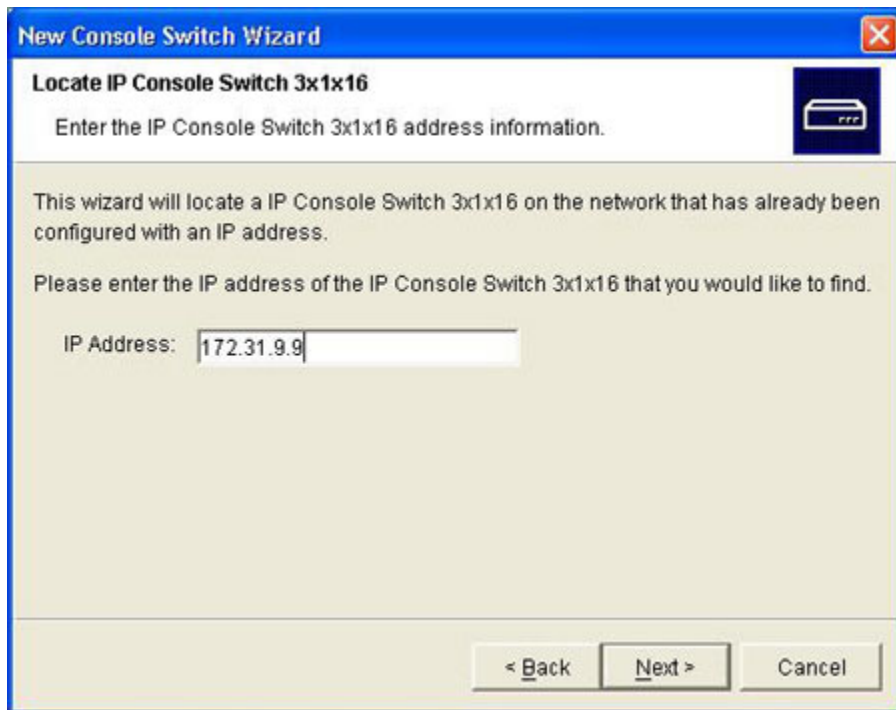 New Console Switch Wizard
Locate IP Console Switch 3x1x16
Enter the IP Console Switch 3x1x16 address information.
This wizard will locate a IP Console Switch 3x1x16 on the network that has already been
configured with an IP address.
Please enter the IP address of the IP Console Switch 3x1x16 that you would like to find.
IP Address: 172.31.9.9
< Back Next > Cancel